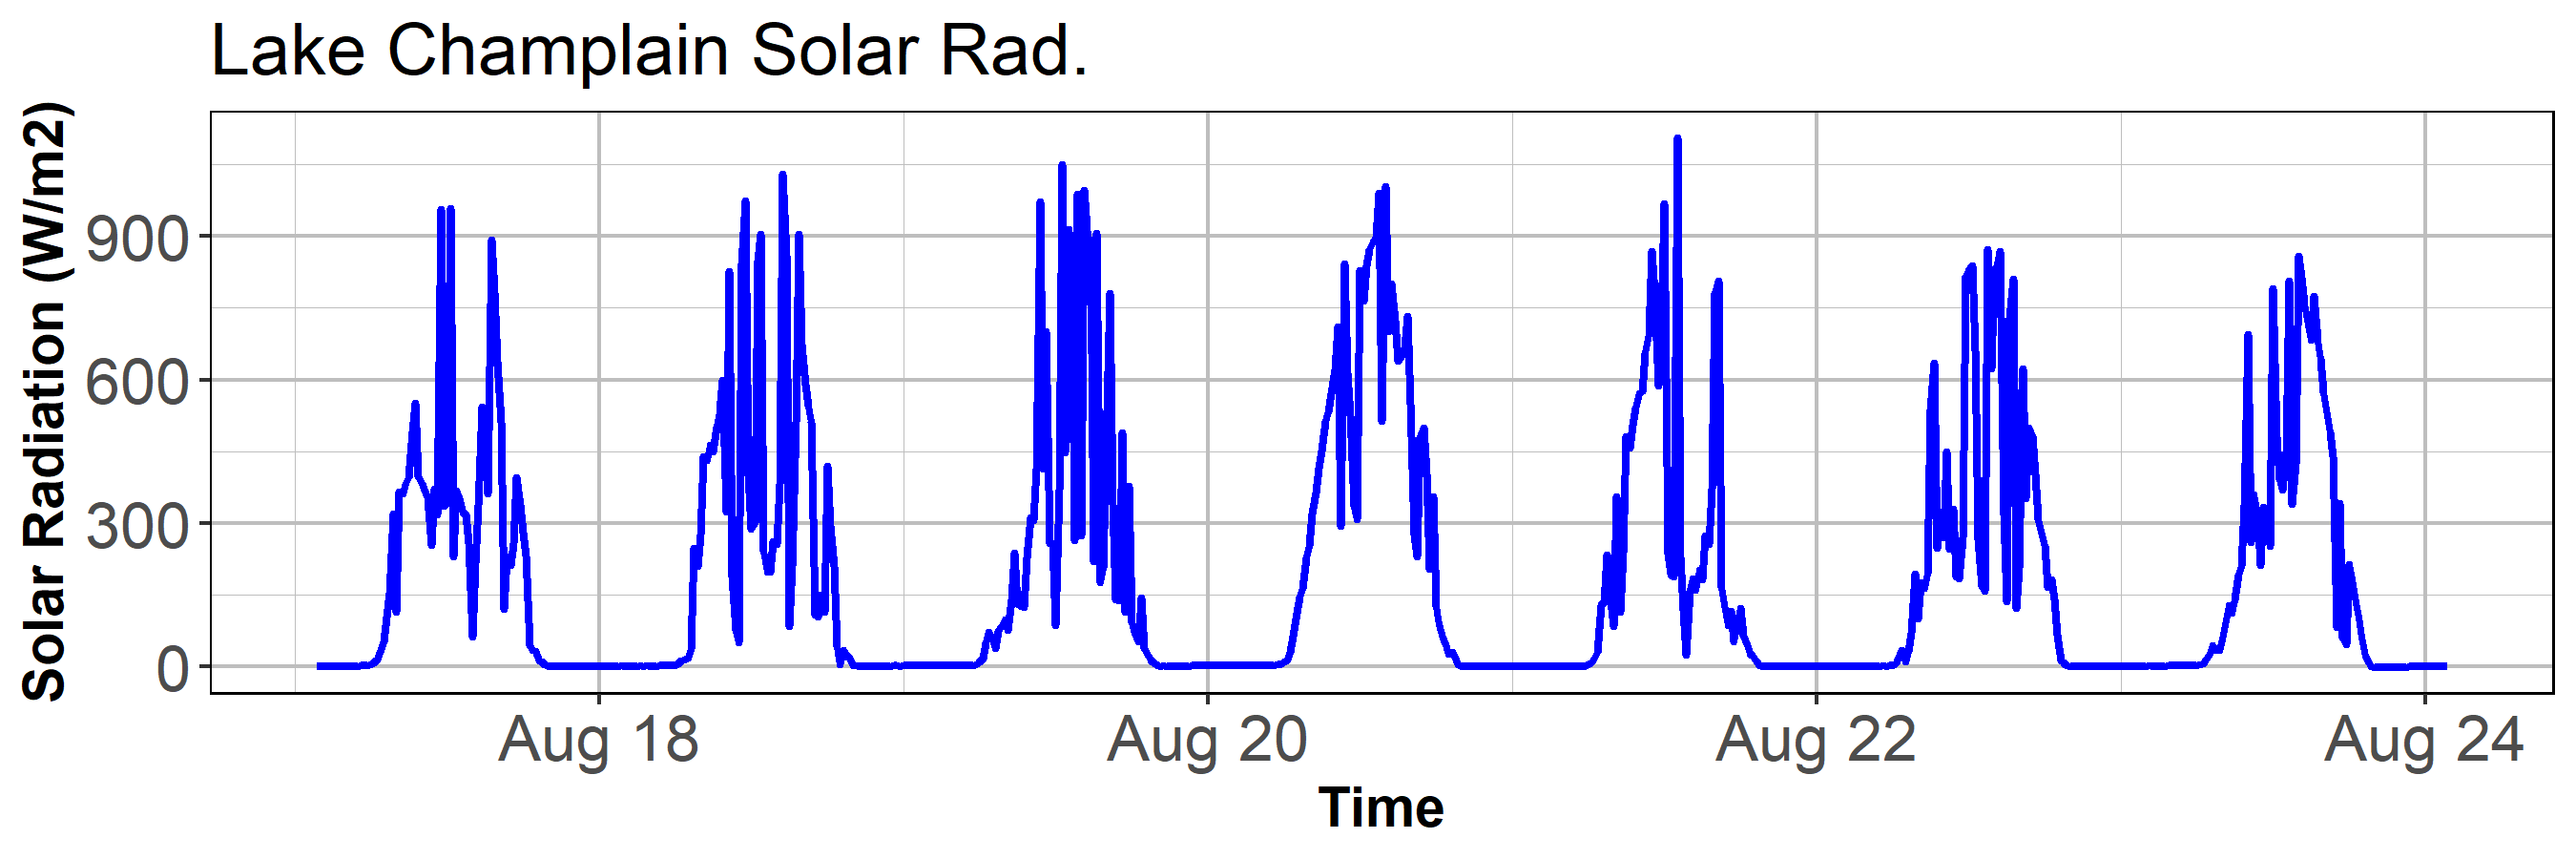 Lake Champlain Solar Rad.
Solar Radiation (W/m2)
900
600
300
0
Aug 18
Aug 20
Aug 22
Aug 24
Time